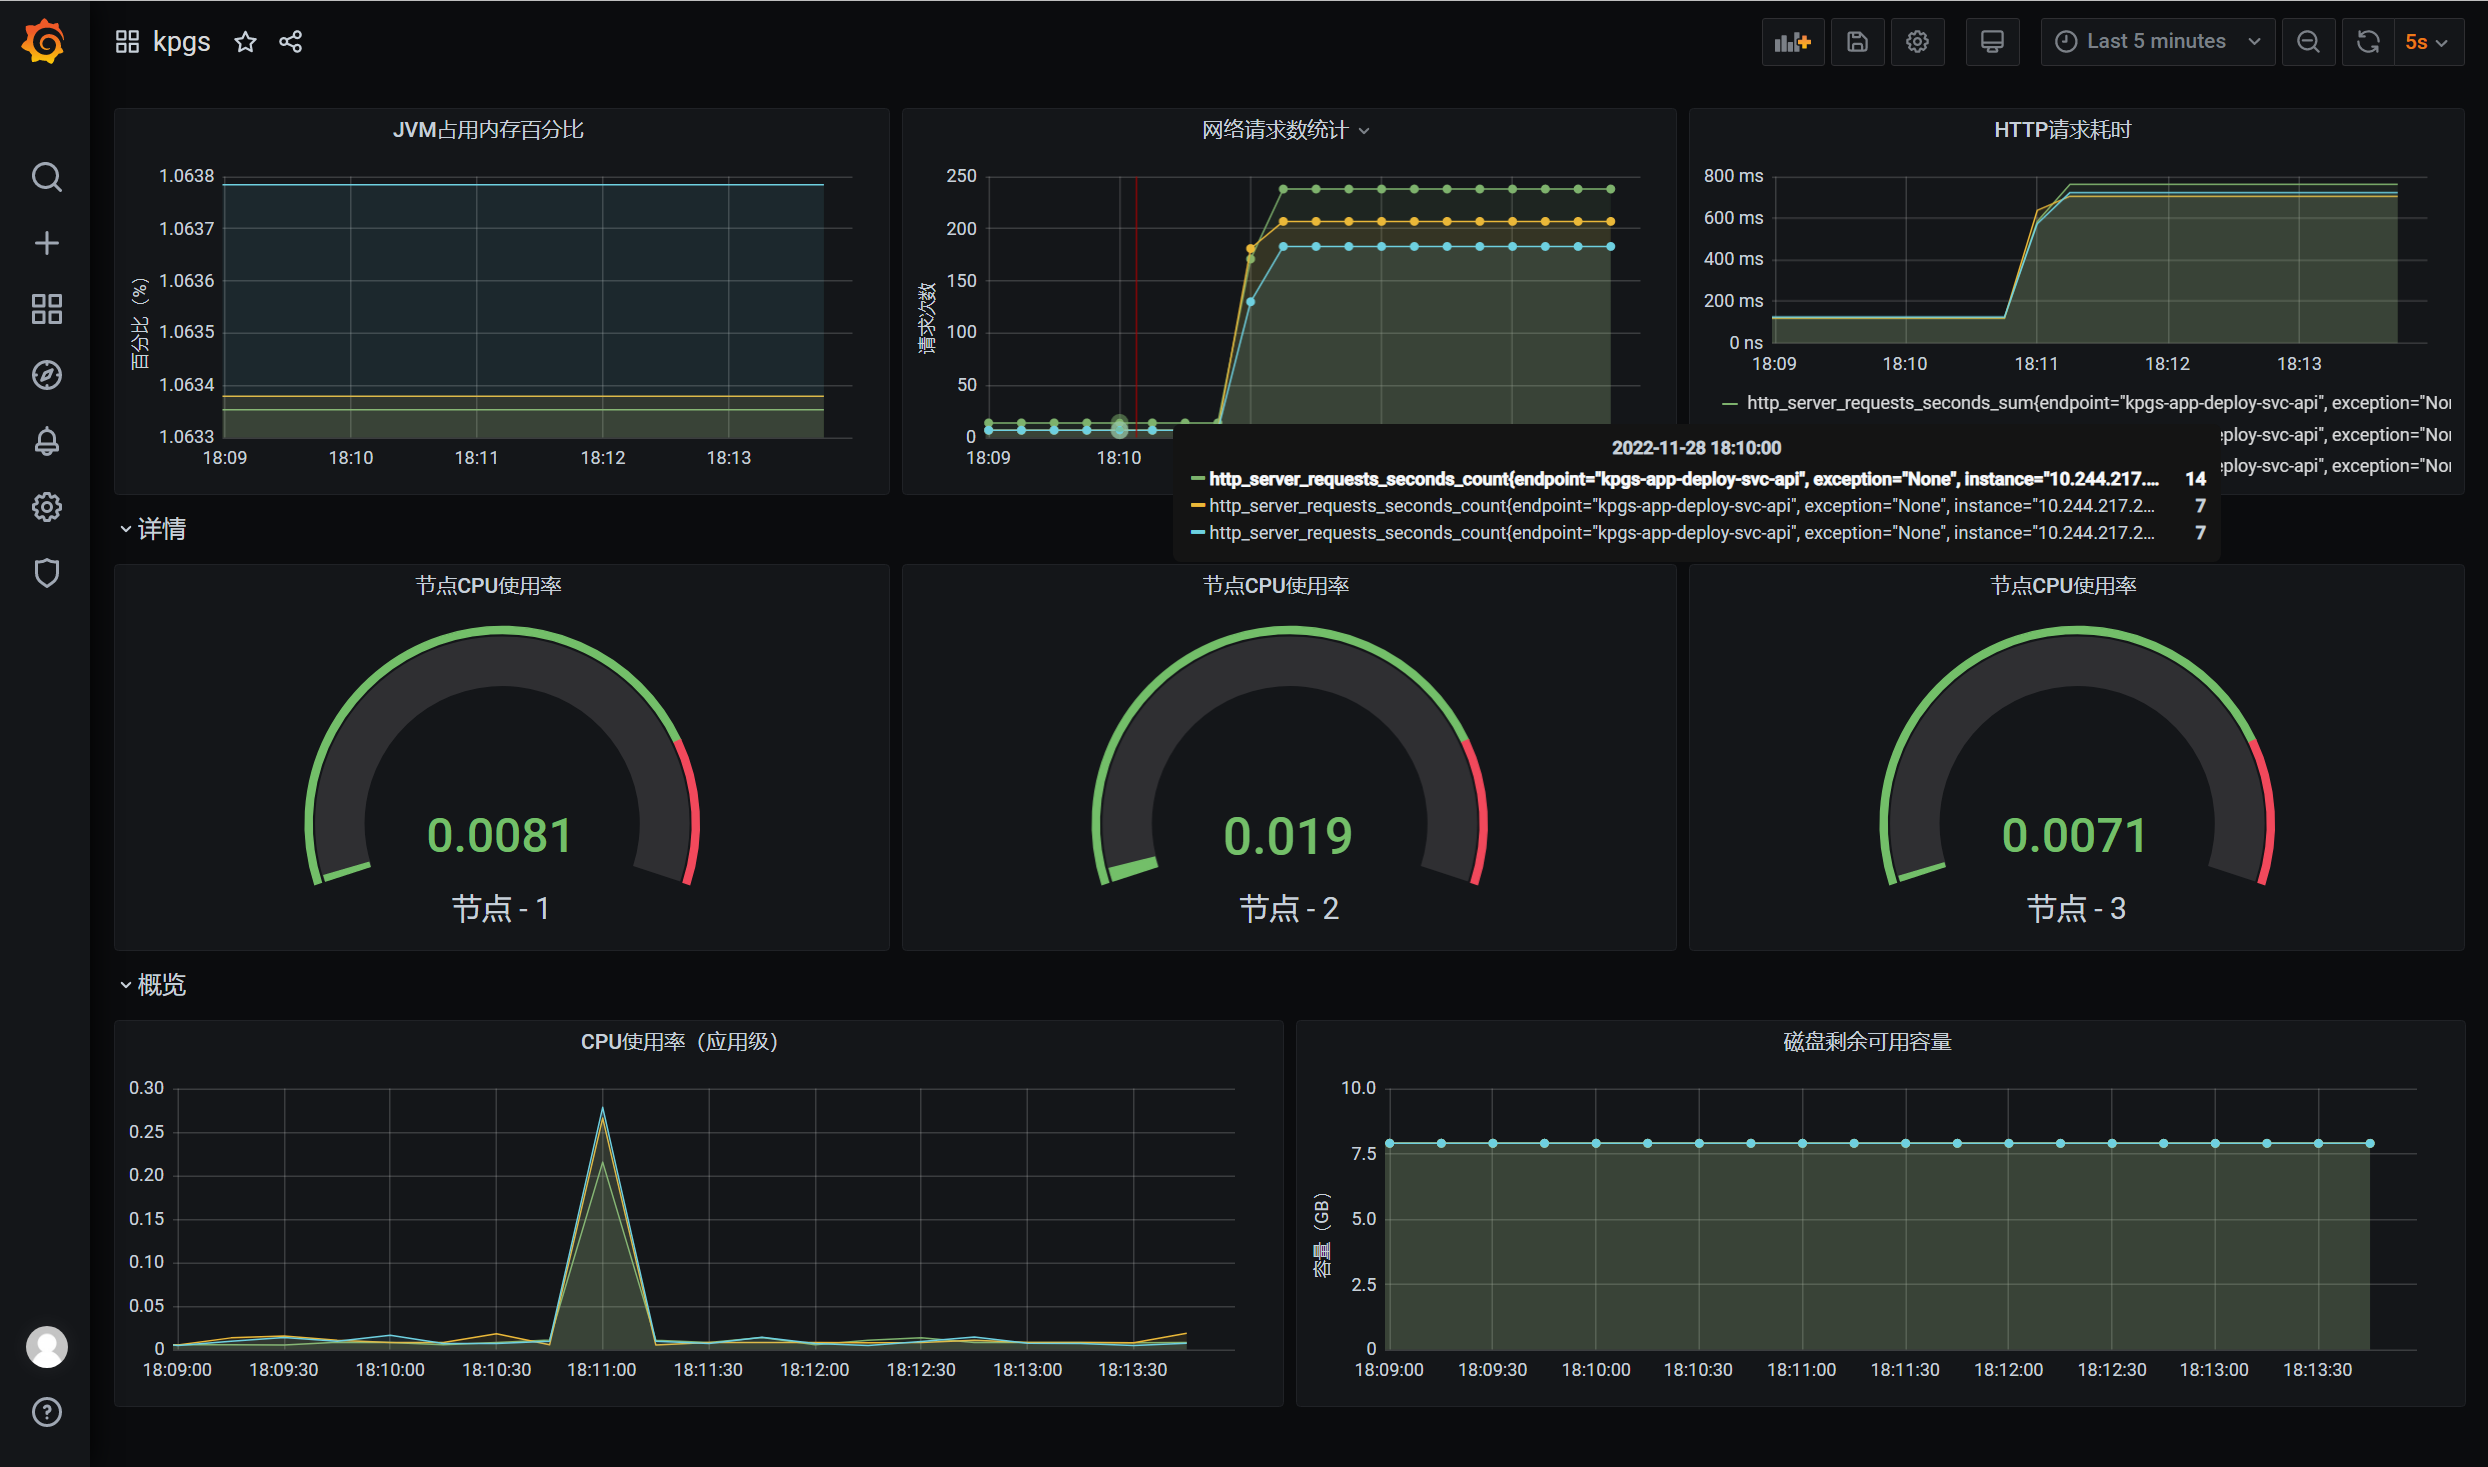 kpgs
Last 5 minutes
5s
JVM占用内存百分比
1.0638
1.0637
1.0636
1.0635
1.0634
1.0633
百分比（%）
18:09 18:10 18:11 18:12 18:13
网络请求数统计
250
200
150
100
50
0
请求次数
18:09 18:10
HTTP请求耗时
800 ms
600 ms
400 ms
200 ms
0 ns
18:09 18:10 18:11 18:12 18:13
http_server_requests_seconds_sum{endpoint="kpgs-app-deploy-svc-api", exception="No
ploy-svc-api", exception="No
ploy-svc-api", exception="No
2022-11-28 18:10:00
http_server_requests_seconds_count{endpoint="kpgs-app-deploy-svc-api", exception="None", instance="10.244.217.... 14
http_server_requests_seconds_count{endpoint="kpgs-app-deploy-svc-api", exception="None", instance="10.244.217.2... 7
http_server_requests_seconds_count{endpoint="kpgs-app-deploy-svc-api", exception="None", instance="10.244.217.2... 7
详情
节点CPU使用率
0.0081
节点 - 1
节点CPU使用率
0.019
节点 - 2
节点CPU使用率
0.0071
节点 - 3
概览
CPU使用率（应用级）
0.30
0.25
0.20
0.15
0.10
0.05
0
18:09:00 18:09:30 18:10:00 18:10:30 18:11:00 18:11:30 18:12:00 18:12:30 18:13:00 18:13:30
磁盘剩余可用容量
10.0
7.5
5.0
2.5
0
容量（GB）
18:09:00 18:09:30 18:10:00 18:10:30 18:11:00 18:11:30 18:12:00 18:12:30 18:13:00 18:13:30